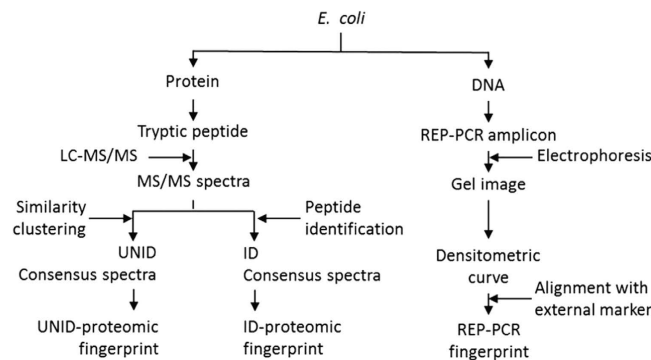 E. coli
Protein
DNA
Tryptic peptide
REP-PCR amplicon
LC-MS/MS
Electrophoresis
MS/MS spectra
Gel image
Similarity
clustering
Peptide
identification
UNID
Consensus spectra
ID
Consensus spectra
Densitometric
curve
Alignment with
external marker
UNID-proteomic
fingerprint
ID-proteomic
fingerprint
REP-PCR
fingerprint